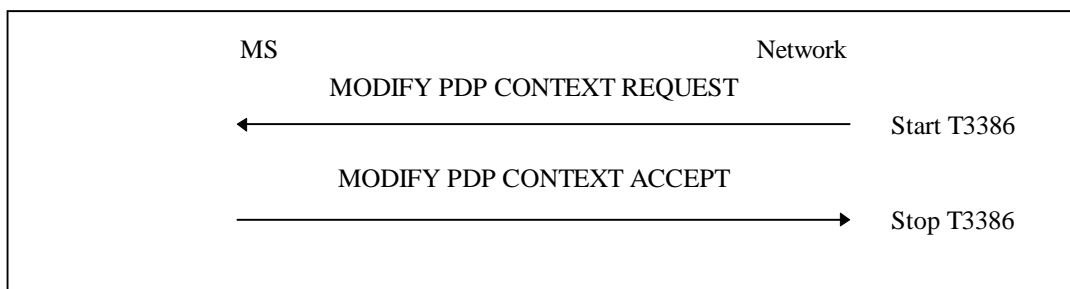 MS Network
MODIFY PDP CONTEXT REQUEST
Start T3386
MODIFY PDP CONTEXT ACCEPT
Stop T3386